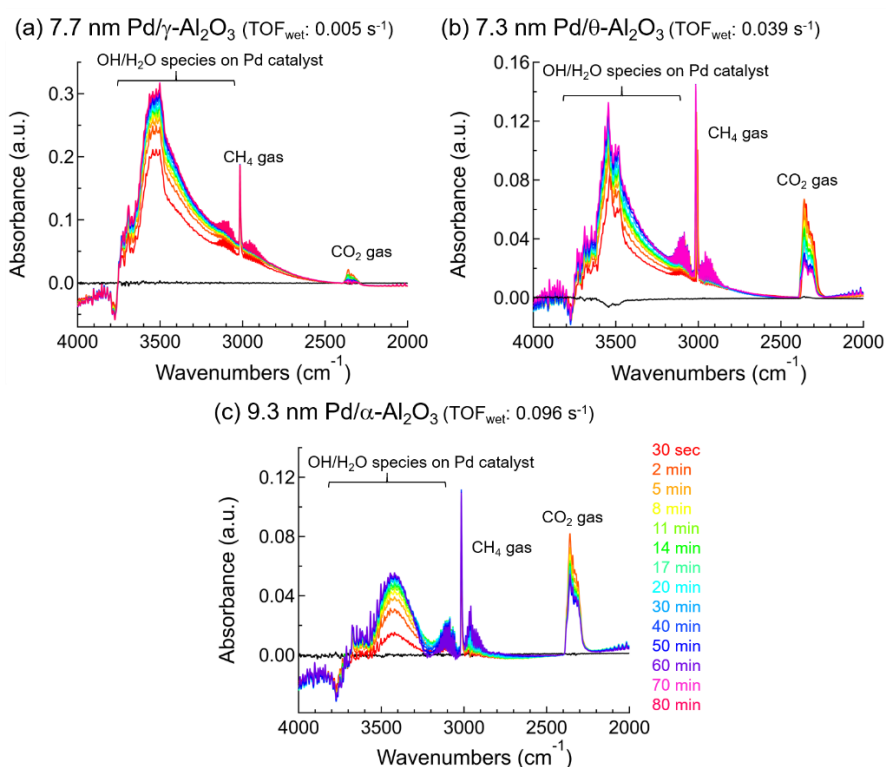 (a) 7.7 nm Pd/γ-Al₂O₃ (TOF_wet: 0.005 s⁻¹)
OH/H₂O species on Pd catalyst
CH₄ gas
CO₂ gas
Absorbance (a.u.)
0.3
0.2
0.1
0.0
4000 3500 3000 2500 2000
Wavenumbers (cm⁻¹)
(b) 7.3 nm Pd/θ-Al₂O₃ (TOF_wet: 0.039 s⁻¹)
OH/H₂O species on Pd catalyst
CH₄ gas
CO₂ gas
Absorbance (a.u.)
0.16
0.12
0.08
0.04
0.00
4000 3500 3000 2500 2000
Wavenumbers (cm⁻¹)
(c) 9.3 nm Pd/α-Al₂O₃ (TOF_wet: 0.096 s⁻¹)
OH/H₂O species on Pd catalyst
CH₄ gas
CO₂ gas
Absorbance (a.u.)
0.12
0.08
0.04
0.00
4000 3500 3000 2500 2000
Wavenumbers (cm⁻¹)
30 sec
2 min
5 min
8 min
11 min
14 min
17 min
20 min
30 min
40 min
50 min
60 min
70 min
80 min